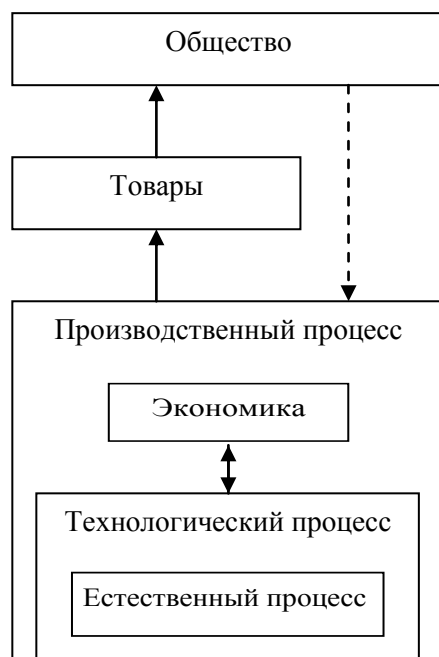 Общество
Товары
Производственный процесс
Экономика
Технологический процесс
Естественный процесс